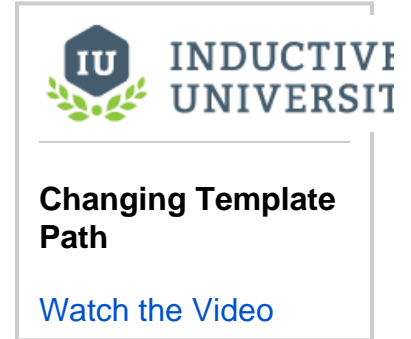 IU INDUCTIVE
UNIVERSIT
Changing Template
Path
Watch the Video